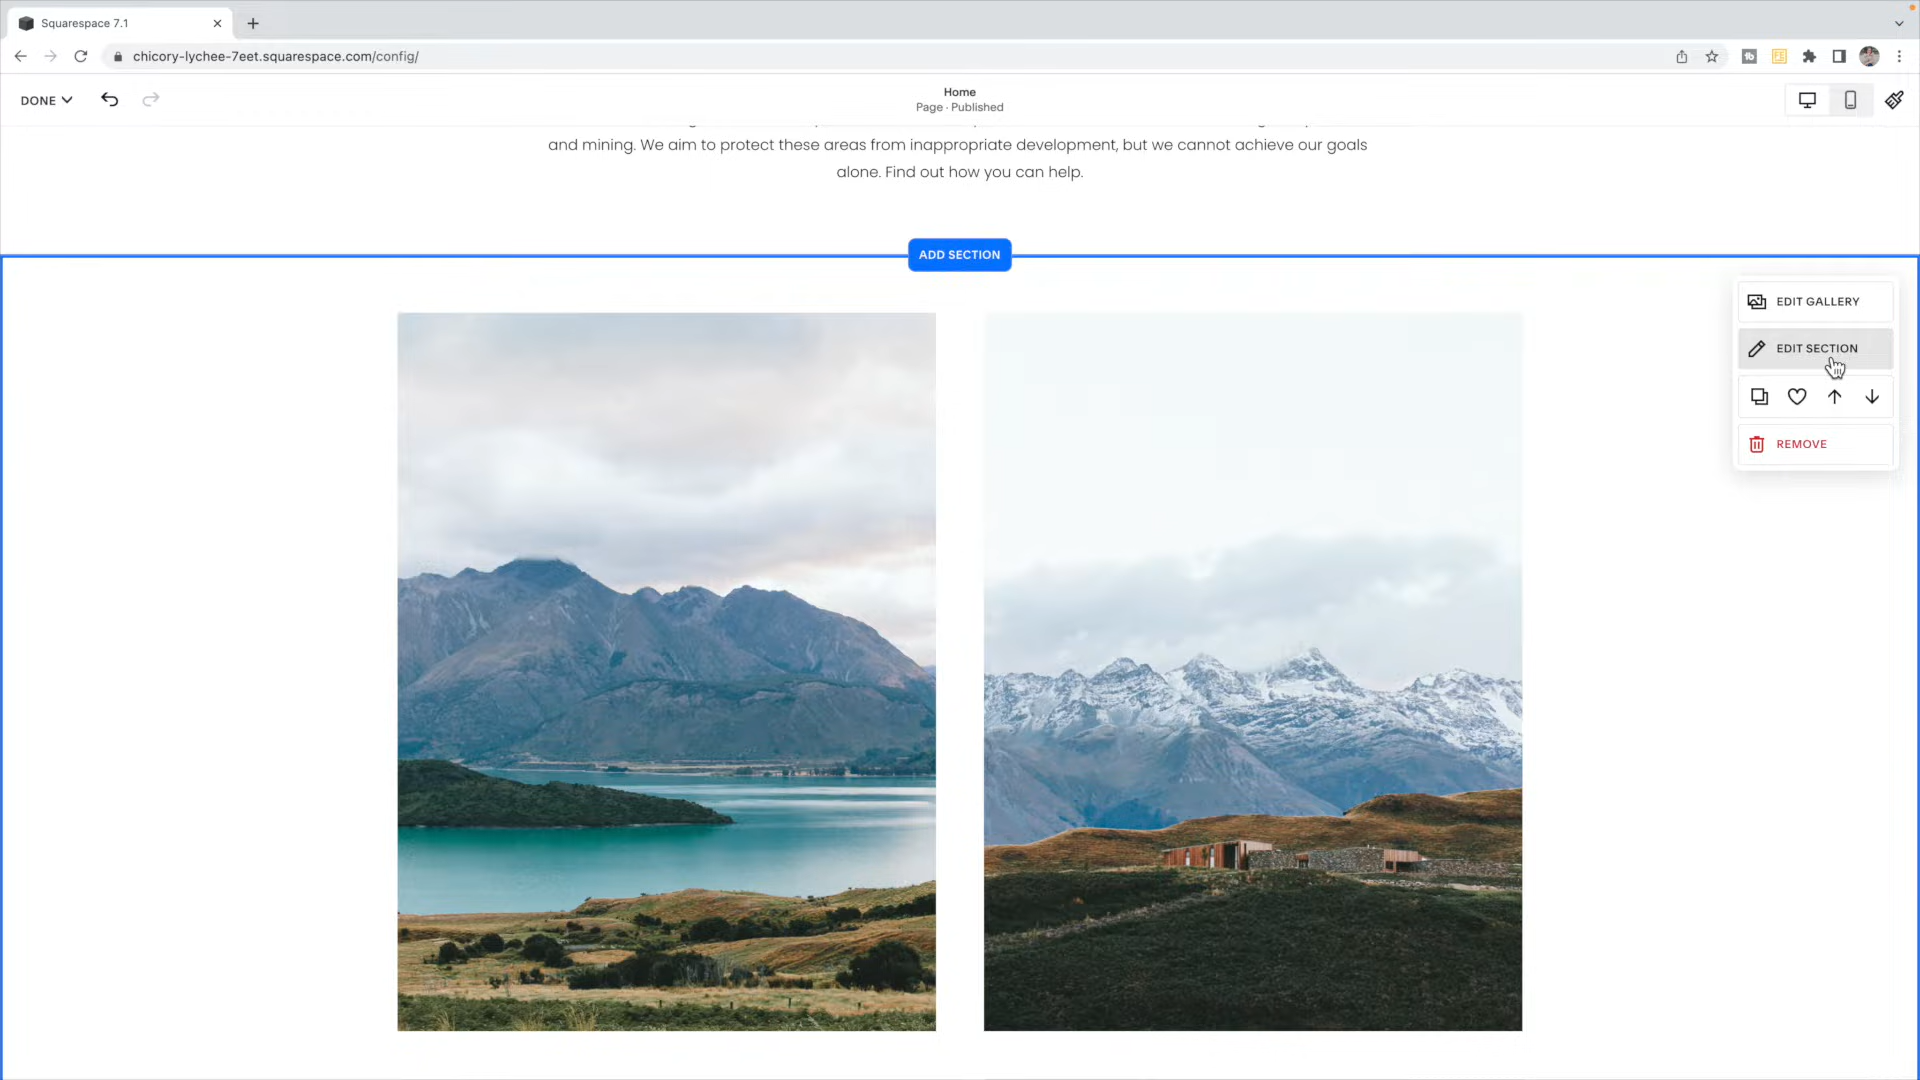 Squarespace 7.1
chicory-lychee-7eet.squarespace.com/config/
DONE
Home
Page · Published
and mining. We aim to protect these areas from inappropriate development, but we cannot achieve our goals
alone. Find out how you can help.
ADD SECTION
EDIT GALLERY
EDIT SECTION
REMOVE